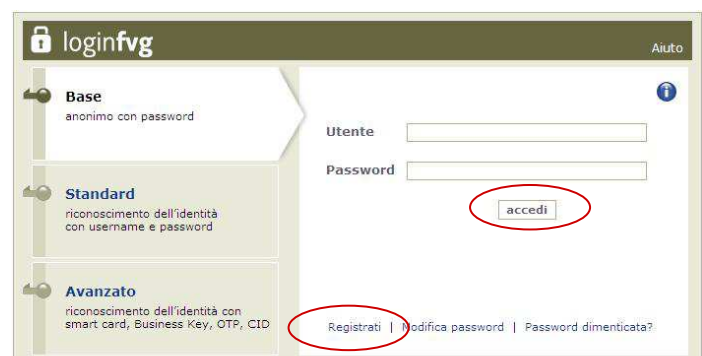 loginfvg
Aiuto
Base
anonimo con password
Standard
riconoscimento dell'identità
con username e password
Avanzato
riconoscimento dell'identità con
smart card, Business Key, OTP, CID
i
Utente
Password
accedi
Registrati | Modifica password | Password dimenticata?